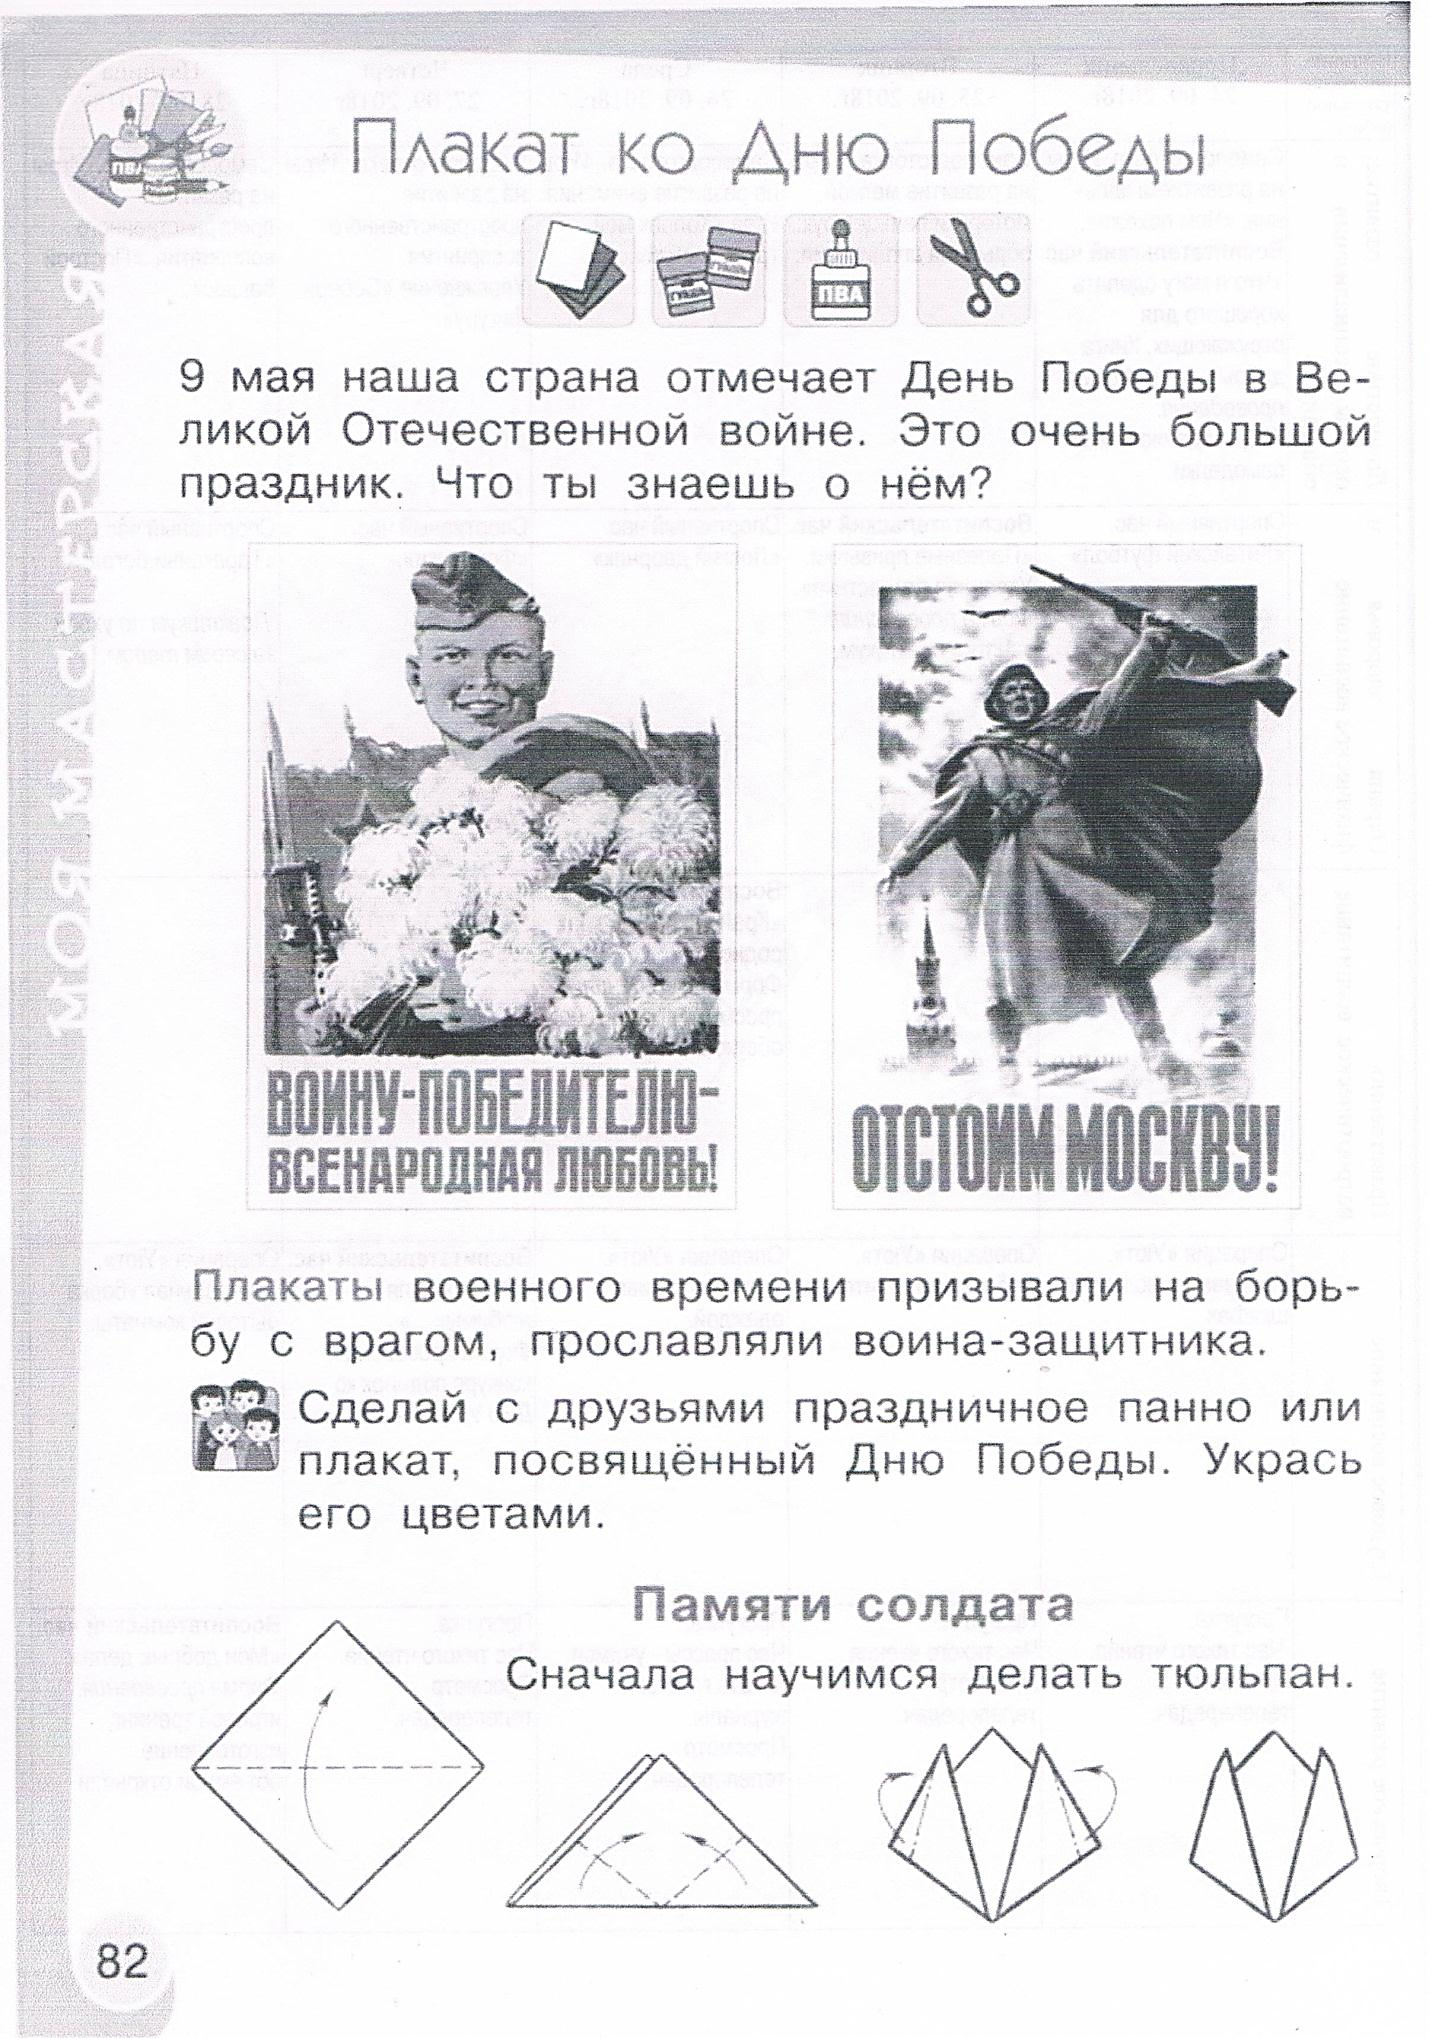 МОЯ МАСТЕРСКАЯ
Плакат ко Дню Победы
ПВА
9 мая наша страна отмечает День Победы в Ве-
ликой Отечественной войне. Это очень большой
праздник. Что ты знаешь о нём?
ВОИНУ-ПОБЕДИТЕЛЮ-
ВСЕНАРОДНАЯ ЛЮБОВЬ!
ОТСТОИМ МОСКВУ!
Плакаты военного времени призывали на борь-
бу с врагом, прославляли воина-защитника.
Сделай с друзьями праздничное панно или
плакат, посвящённый Дню Победы. Укрась
его цветами.
Памяти солдата
Сначала научимся делать тюльпан.
82